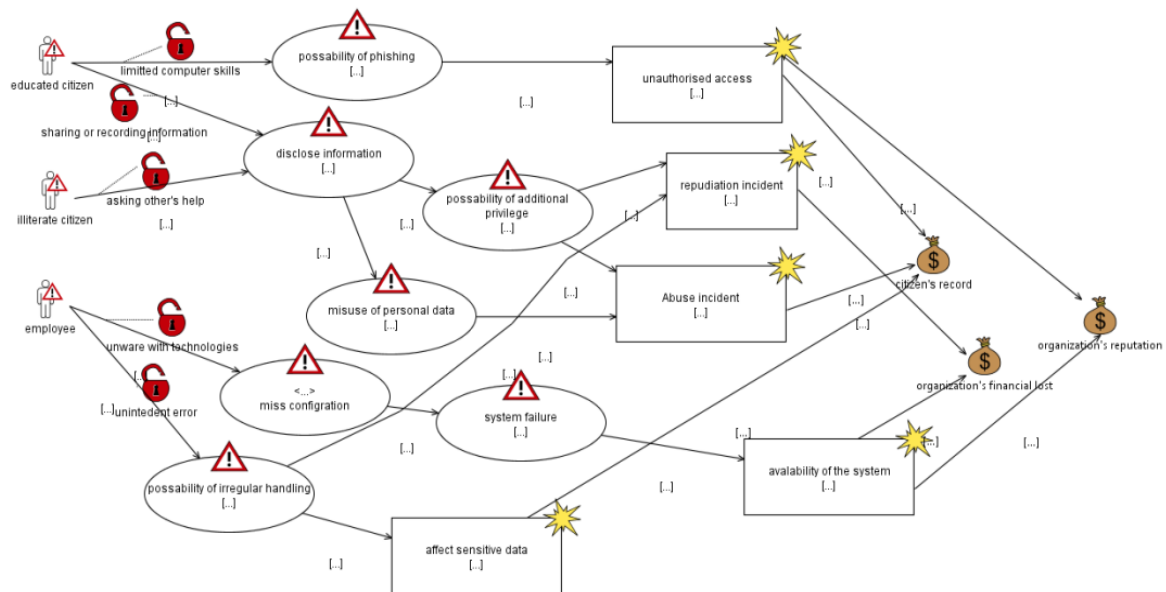 possability of phishing
[...]
educated citizen
limitted computer skills
[...]
unauthorised access
[...]
[...]
sharing or recording information
[...]
disclose information
[...]
repudiation incident
[...]
[...]
illiterate citizen
asking other's help
[...]
possability of additional
privilege
[...]
[...]
[...]
[...]
[...]
citizen's record
$
[...]
misuse of personal data
[...]
Abuse incident
[...]
[...]
[...]
employee
$
organization's reputation
unware with tachnologies
[...]
<...>
miss configration
[...]
[...]
$
organization's financial lost
unintedent error
[...]
system failure
[...]
[...]
[...]
[...]
[...]
avalability of the system
[...]
possability of irregular handling
[...]
[...]
affect sensitive data
[...]
[...]